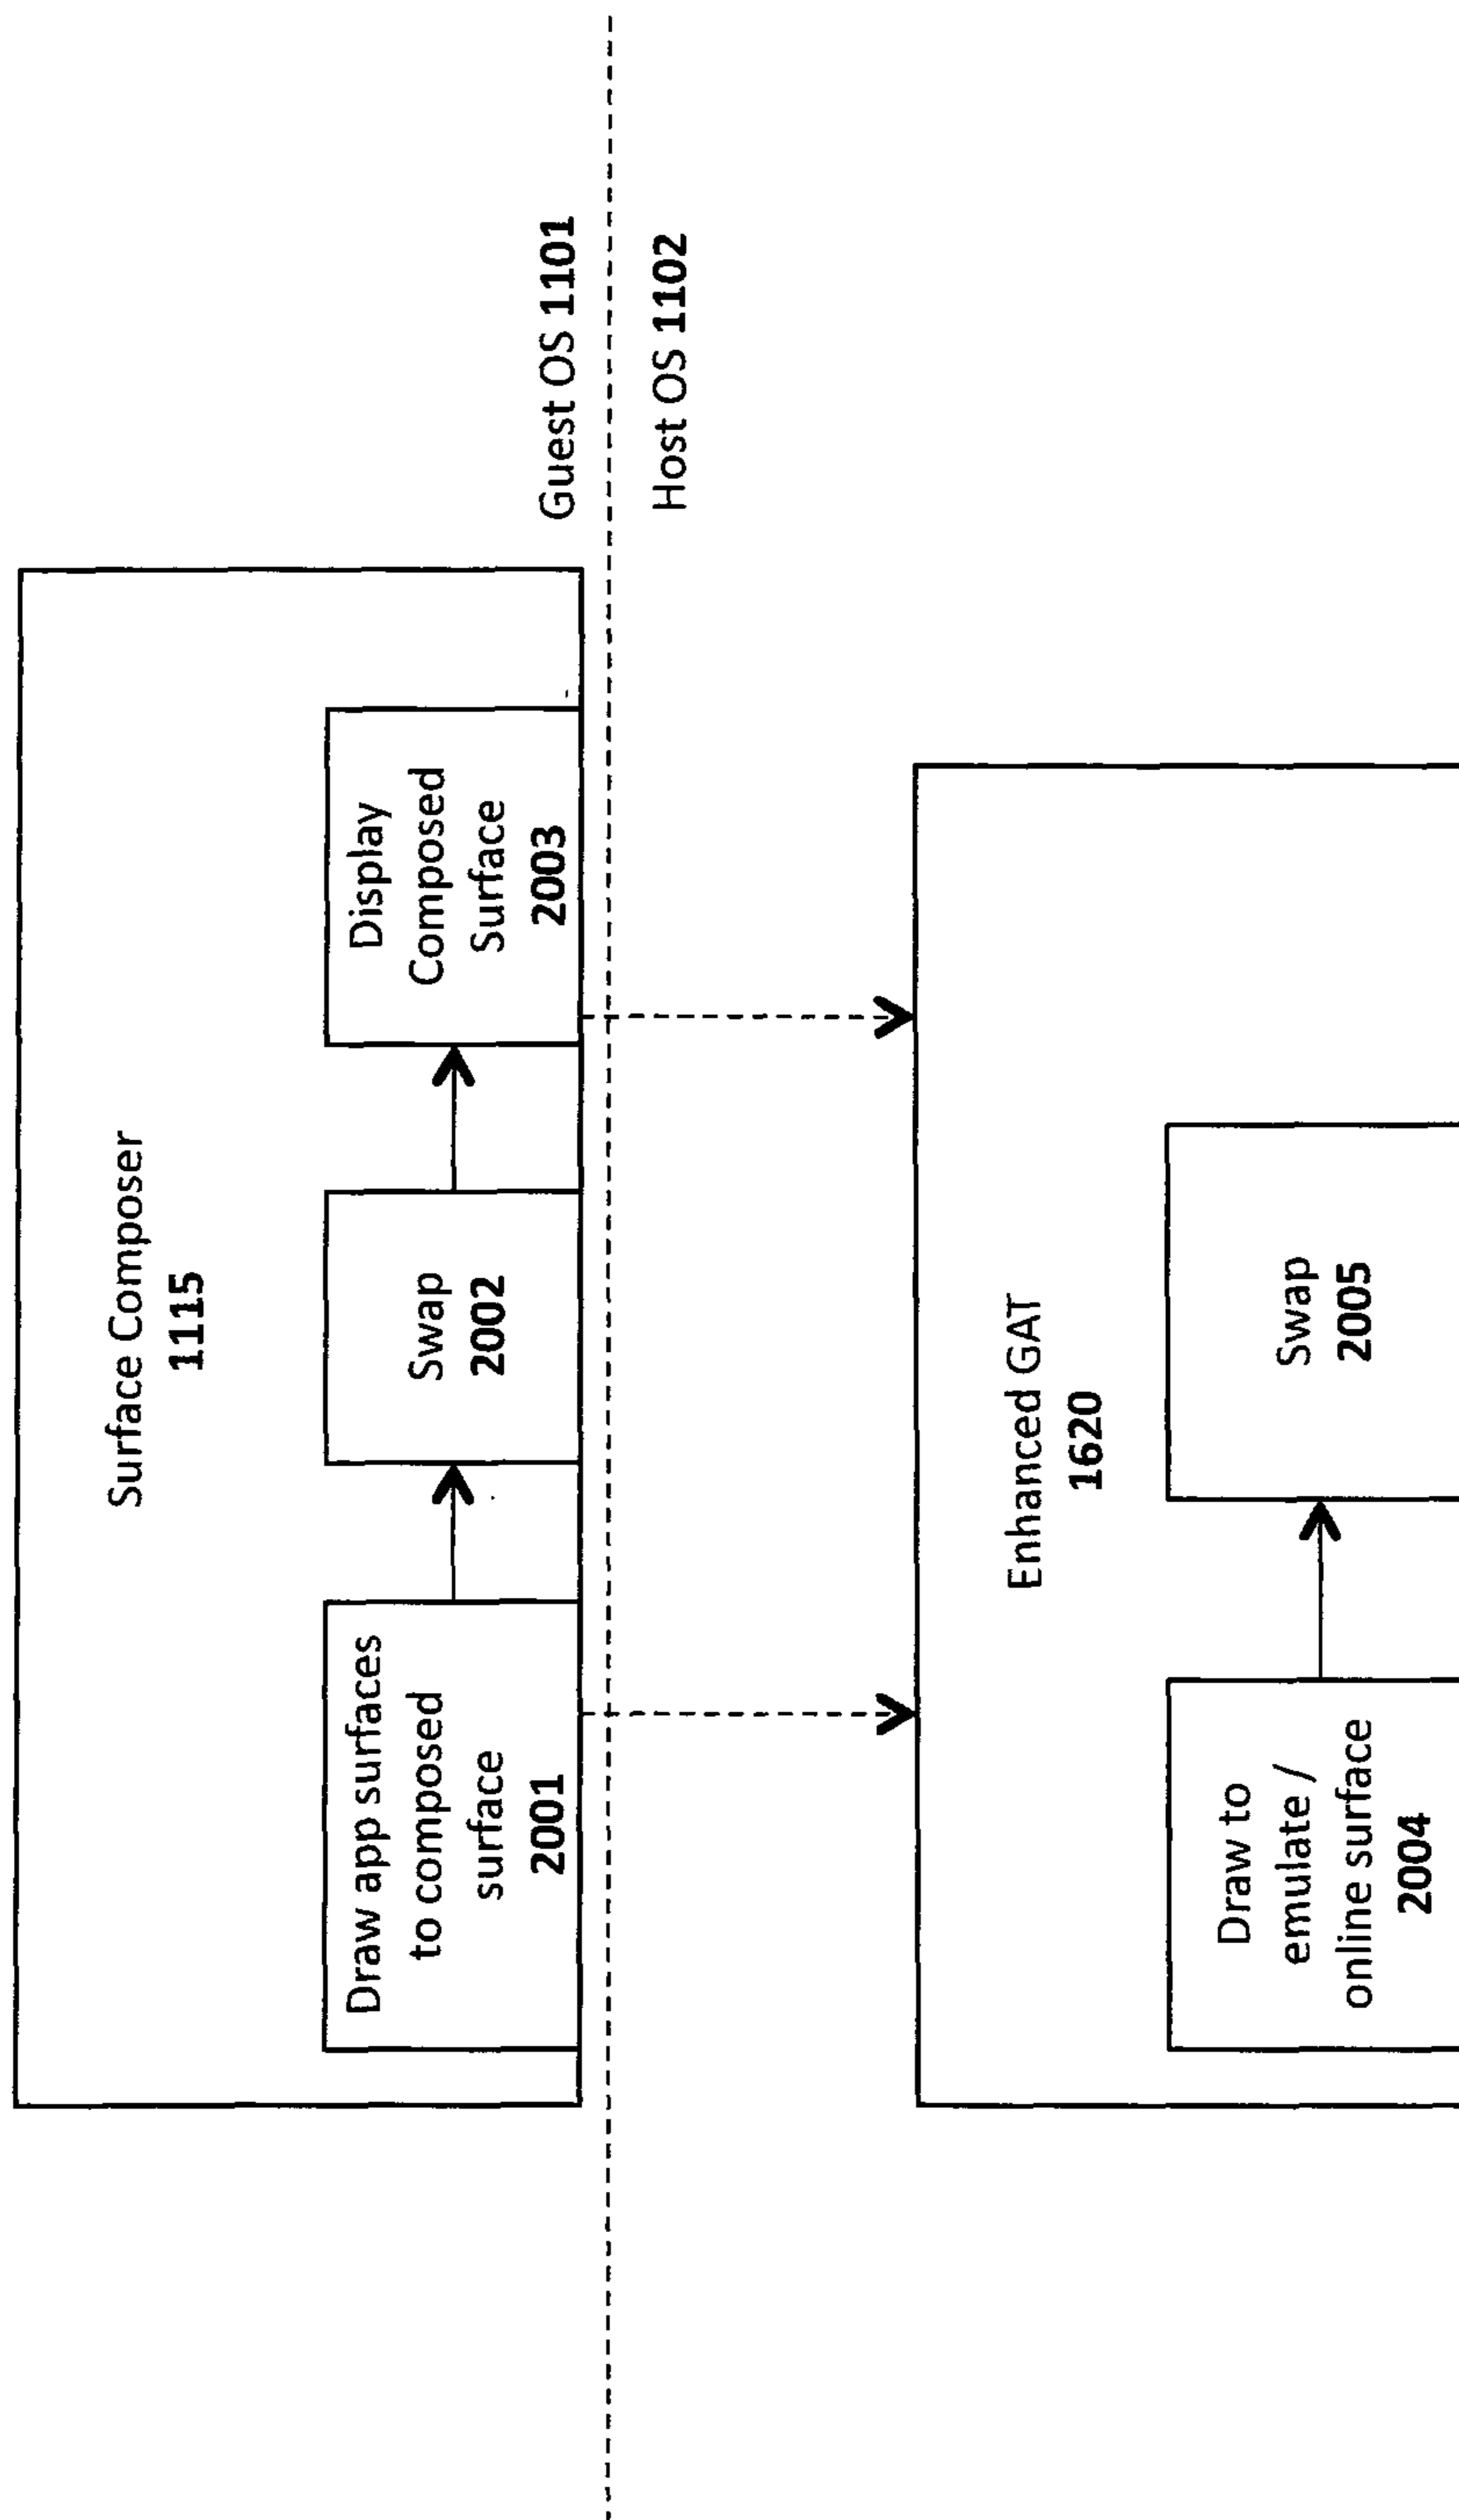 Surface Composer
1115
Draw app surfaces
to composed
surface
2001
Swap
2002
Display
Composed
Surface
2003
Guest OS 1101
Host OS 1102
Enhanced GAT
1620
Draw to
emulate /
online surface
2004
Swap
2005